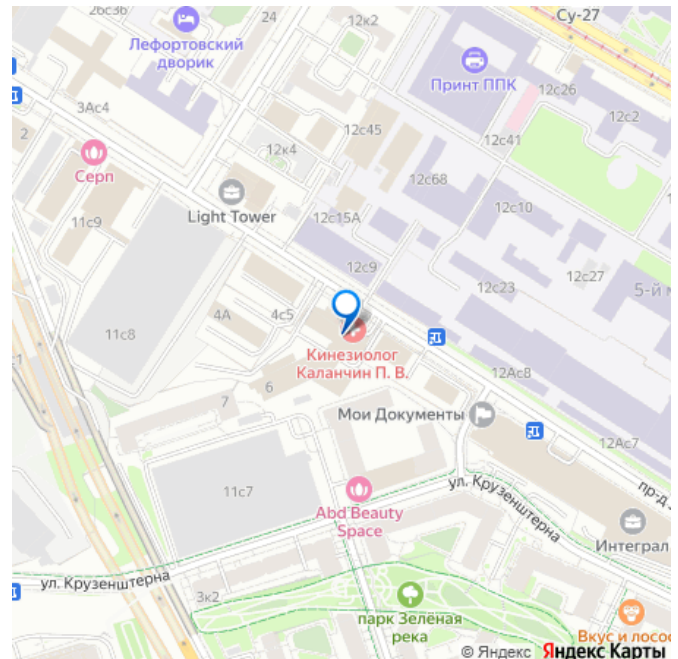 26с36
24
Су-27
12к2
Лефортовский
дворик
Принт ППК
12с26
3Ас4
12с2
12с45
2
12с41
12к4
Серп
12с68
Light Tower
12с15А
12с10
11с9
12с9
12с27
12с23
5-й
4А
4с5
11с8
Кинезиолог
Каланчин П. В.
12Ас8
6
7
Мои Документы
12Ас7
11с7
ул. Крузенштерна
пр-д
Abd Beauty
Space
Интеграл
ул. Крузенштерна
3к2
парк Зелёная
река
Вкус и лосо
© Яндекс Яндекс Карты